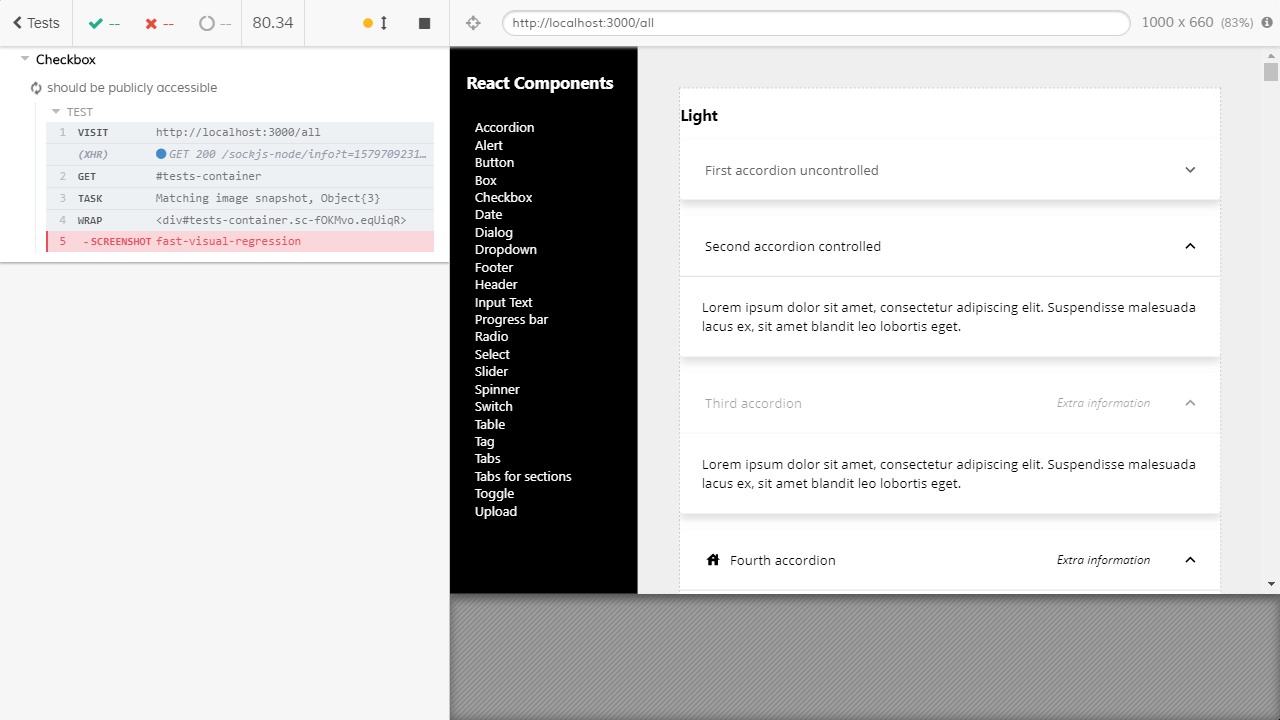 Tests -- -- -- 80.34
http://localhost:3000/all 1000 x 660 (83%)
Checkbox
should be publicly accessible
TEST
1 VISIT http://localhost:3000/all
(XHR) GET 200 /sockjs-node/info?t=1579709231…
2 GET #tests-container
3 TASK Matching image snapshot, Object{3}
4 WRAP <div#tests-container.sc-fOKMvo.eqUiqR>
5 -SCREENSHOT fast-visual-regression
React Components
Accordion
Alert
Button
Box
Checkbox
Date
Dialog
Dropdown
Footer
Header
Input Text
Progress bar
Radio
Select
Slider
Spinner
Switch
Table
Tag
Tabs
Tabs for sections
Toggle
Upload
Light
First accordion uncontrolled
Second accordion controlled
Lorem ipsum dolor sit amet, consectetur adipiscing elit. Suspendisse malesuada
lacus ex, sit amet blandit leo lobortis eget.
Third accordion Extra information
Lorem ipsum dolor sit amet, consectetur adipiscing elit. Suspendisse malesuada
lacus ex, sit amet blandit leo lobortis eget.
Fourth accordion Extra information